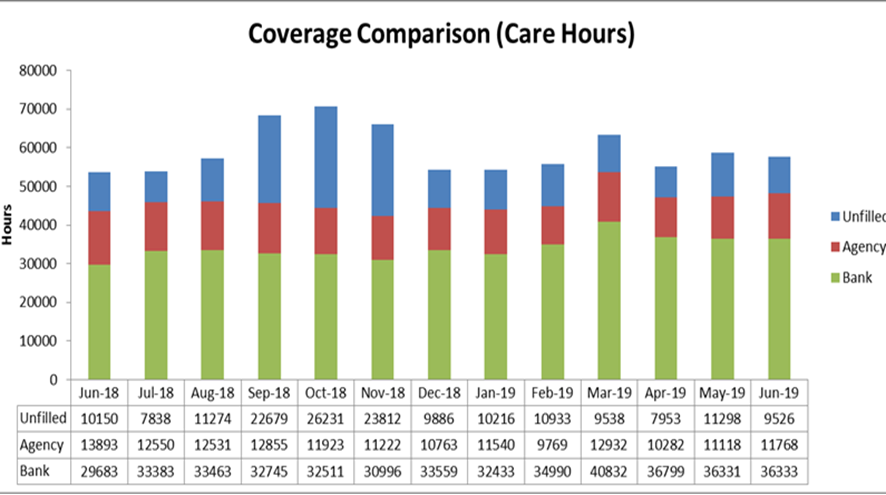 Coverage Comparison (Care Hours)
80000
70000
60000
50000
40000
30000
20000
10000
0
Hours
Unfilled
Agency
Bank
Jun-18 Jul-18 Aug-18 Sep-18 Oct-18 Nov-18 Dec-18 Jan-19 Feb-19 Mar-19 Apr-19 May-19 Jun-19
Unfilled 10150 7838 11274 22679 26231 23812 9886 10216 10933 9538 7953 11298 9526
Agency 13893 12550 12531 12855 11923 11222 10763 11540 9769 12932 10282 11118 11768
Bank 29683 33383 33463 32745 32511 30996 33559 32433 34990 40832 36799 36331 36333